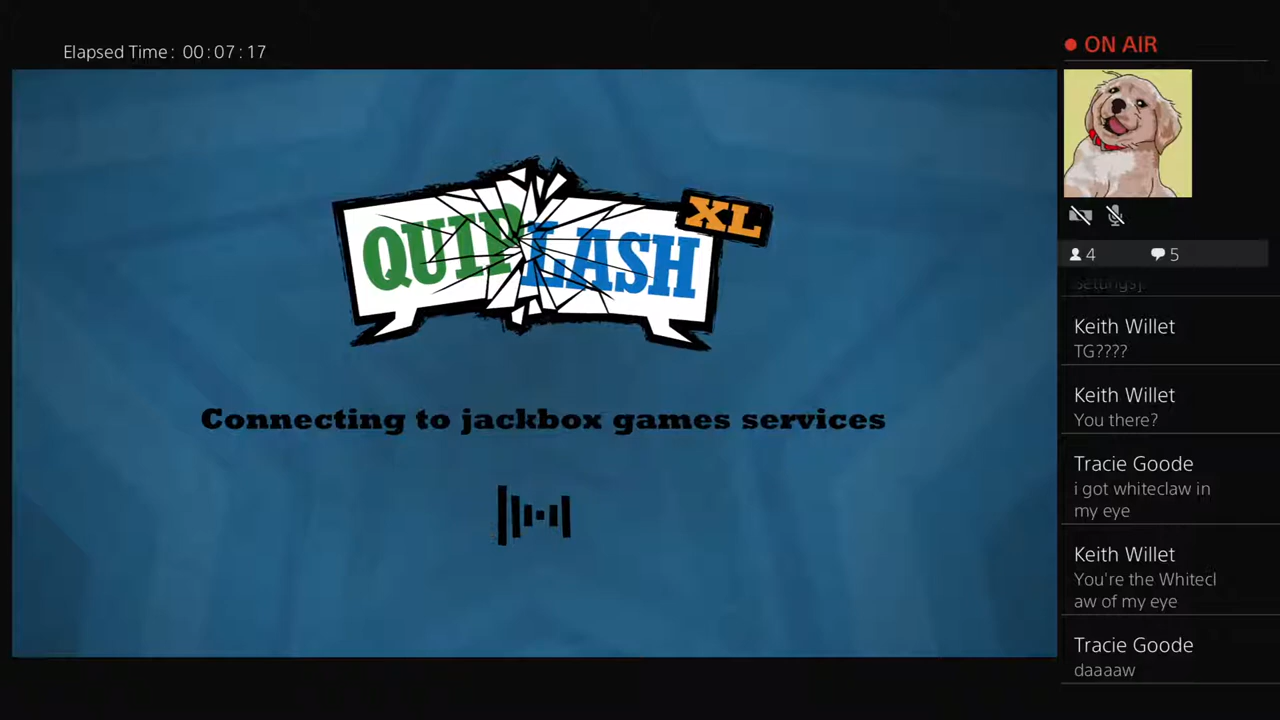 Elapsed Time: 00:07:17
ON AIR
QUIPLASH
XL
Connecting to jackbox games services
4
5
settings]
Keith Willet
TG????
Keith Willet
You there?
Tracie Goode
i got whiteclaw in
my eye
Keith Willet
You're the Whitecl
aw of my eye
Tracie Goode
daaaaw